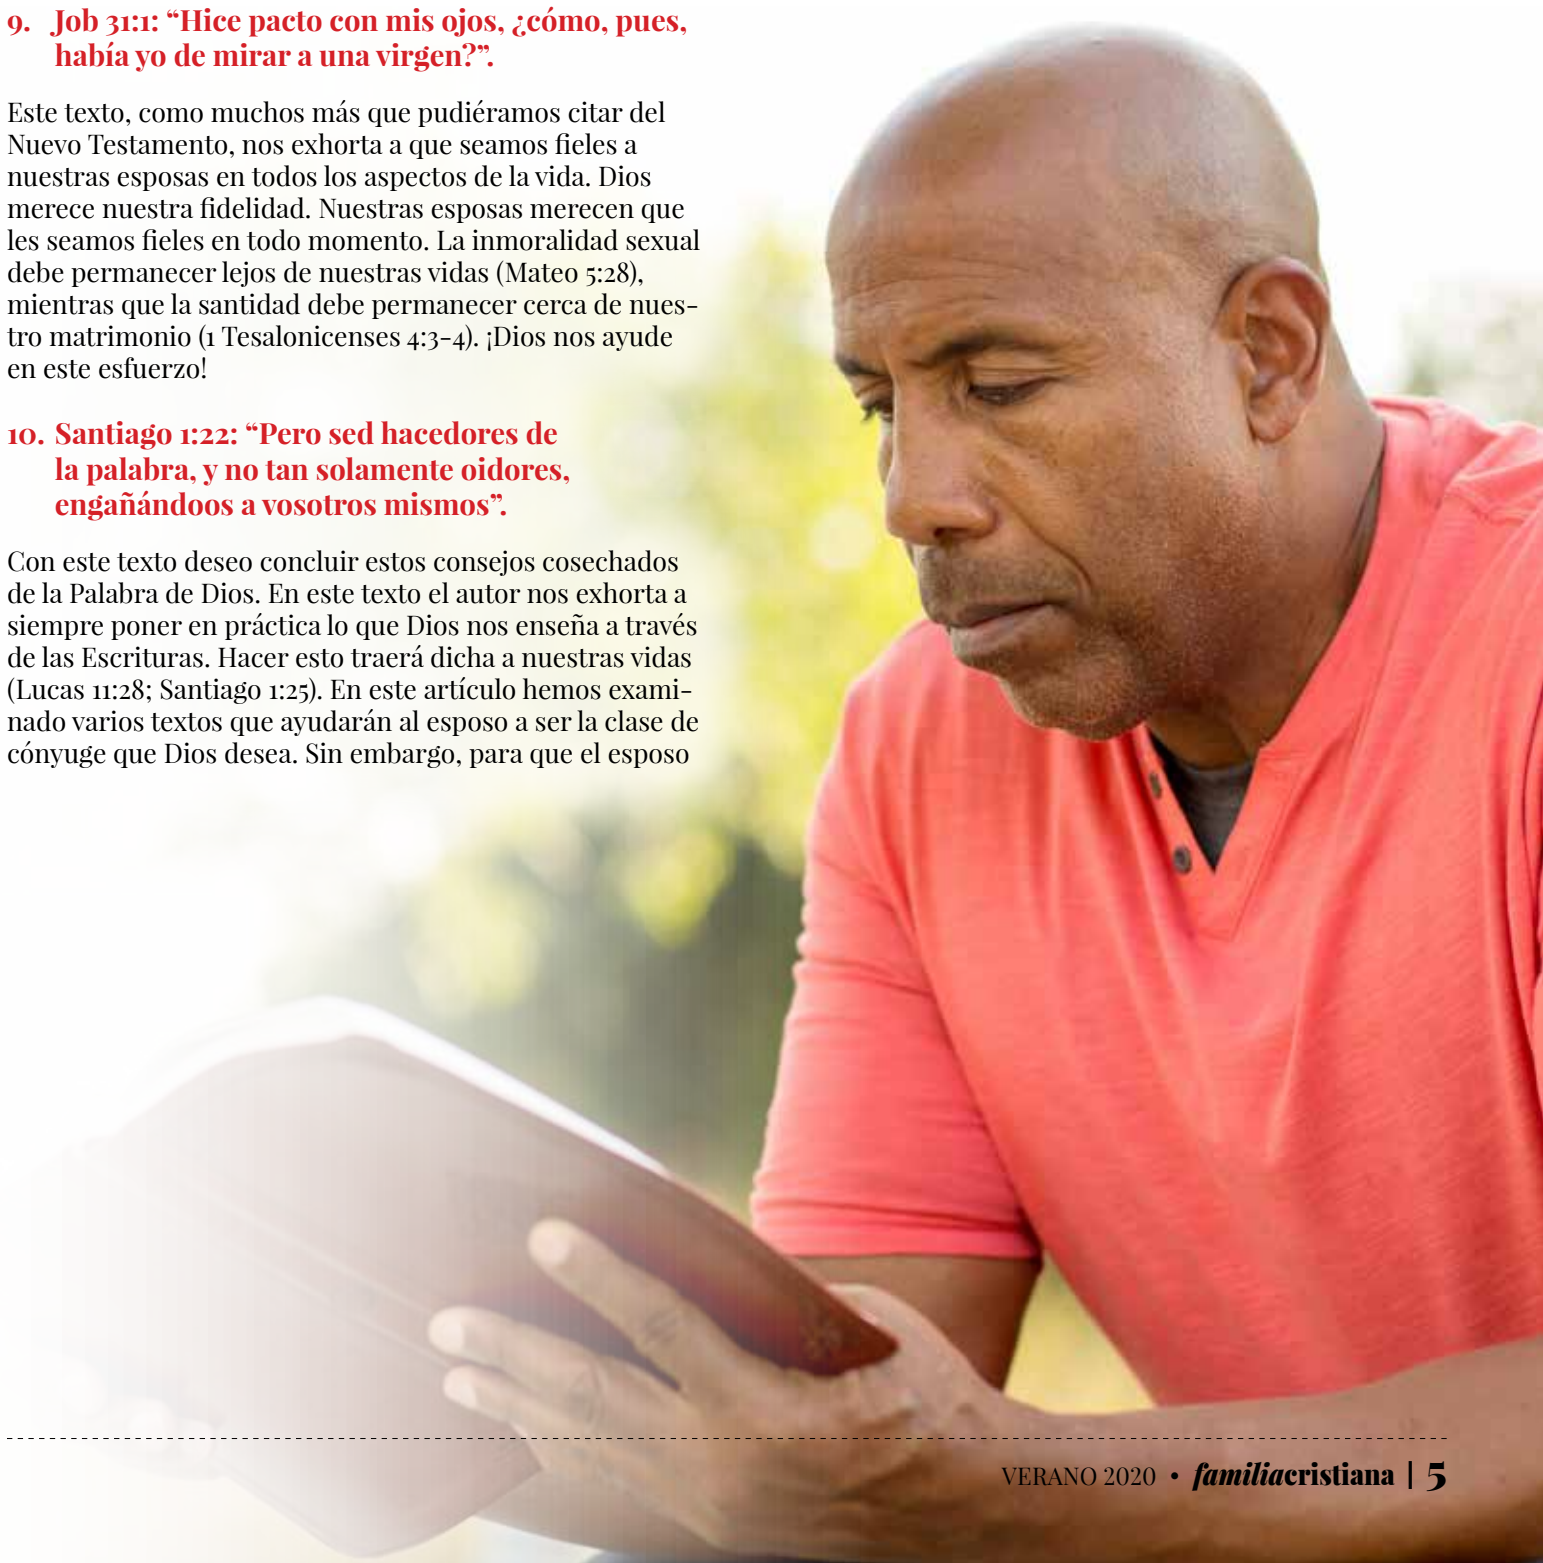 9. Job 31:1: “Hice pacto con mis ojos, ¿cómo, pues,
había yo de mirar a una virgen?”.
Este texto, como muchos más que pudiéramos citar del
Nuevo Testamento, nos exhorta a que seamos fieles a
nuestras esposas en todos los aspectos de la vida. Dios
merece nuestra fidelidad. Nuestras esposas merecen que
les seamos fieles en todo momento. La inmoralidad sexual
debe permanecer lejos de nuestras vidas (Mateo 5:28),
mientras que la santidad debe permanecer cerca de nues-
tro matrimonio (1 Tesalonicenses 4:3-4). ¡Dios nos ayude
en este esfuerzo!
10. Santiago 1:22: “Pero sed hacedores de
la palabra, y no tan solamente oidores,
engañándoos a vosotros mismos”.
Con este texto deseo concluir estos consejos cosechados
de la Palabra de Dios. En este texto el autor nos exhorta a
siempre poner en práctica lo que Dios nos enseña a través
de las Escrituras. Hacer esto traerá dicha a nuestras vidas
(Lucas 11:28; Santiago 1:25). En este artículo hemos exami-
nado varios textos que ayudarán al esposo a ser la clase de
cónyuge que Dios desea. Sin embargo, para que el esposo
VERANO 2020 • familiacristiana | 5